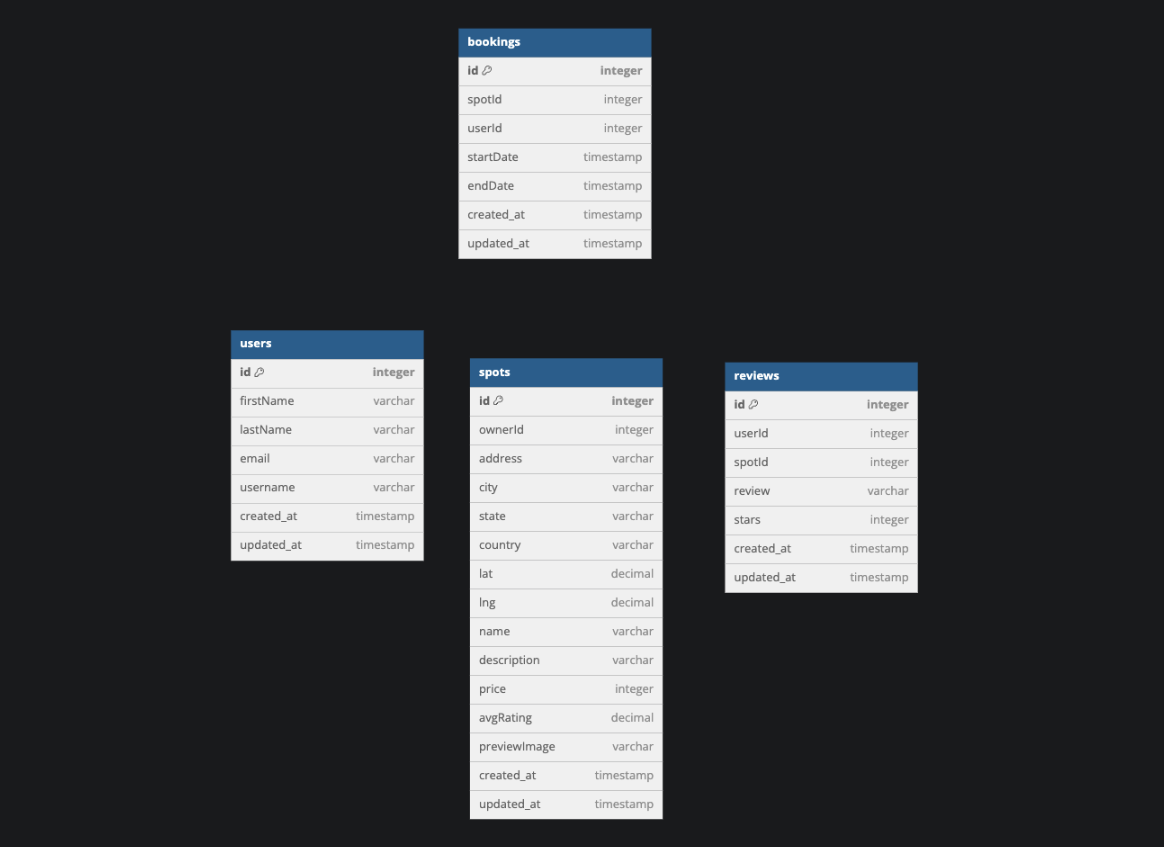 bookings
id integer
spotId integer
userId integer
startDate timestamp
endDate timestamp
created_at timestamp
updated_at timestamp
users
id integer
firstName varchar
lastName varchar
email varchar
username varchar
created_at timestamp
updated_at timestamp
spots
id integer
ownerId integer
address varchar
city varchar
state varchar
country varchar
lat decimal
lng decimal
name varchar
description varchar
price integer
avgRating decimal
previewImage varchar
created_at timestamp
updated_at timestamp
reviews
id integer
userId integer
spotId integer
review varchar
stars integer
created_at timestamp
updated_at timestamp